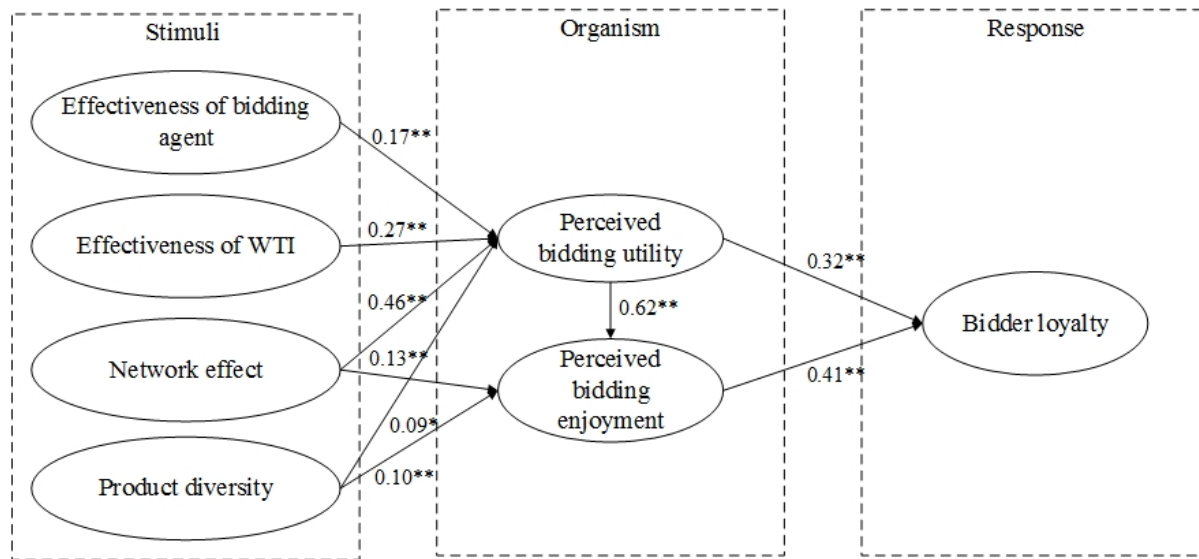 Stimuli
Organism
Response
Effectiveness of bidding
agent
0.17**
Effectiveness of WTI
0.27**
Perceived
bidding utility
0.32**
0.46**
0.62**
Bidder loyalty
Network effect
0.13**
Perceived
bidding
enjoyment
0.41**
0.09*
Product diversity
0.10**